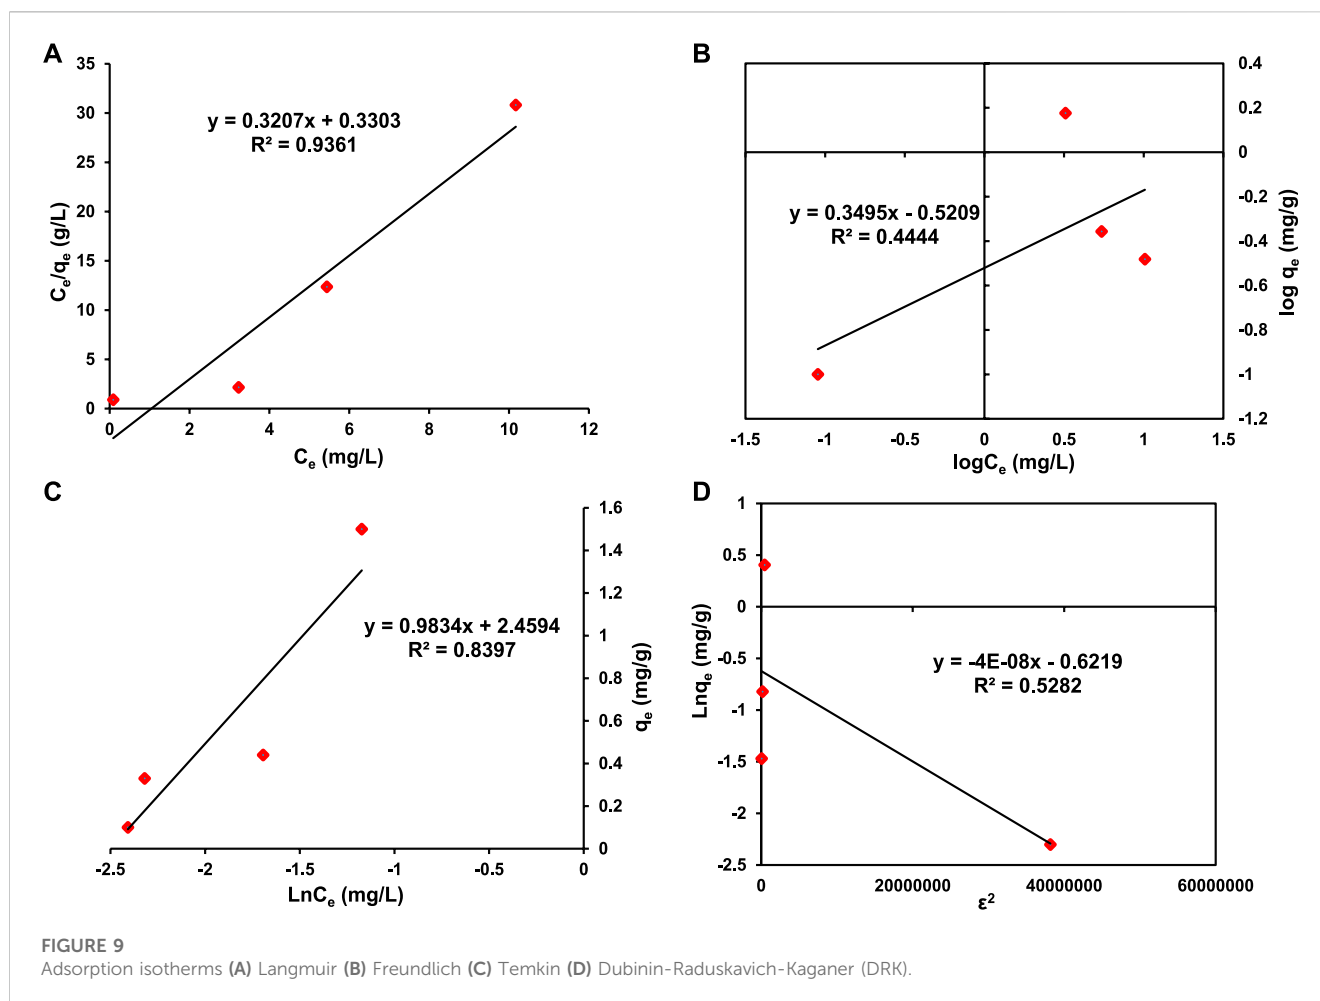 A
35
30
25
20
15
10
5
0
0
2
4
6
8
10
12
Cₑ/qₑ (g/L)
Cₑ (mg/L)
y = 0.3207x + 0.3303
R² = 0.9361
B
0.4
0.2
0
-0.2
-0.4
-0.6
-0.8
-1
-1.2
-1.5
-1
-0.5
0
0.5
1
1.5
log qₑ (mg/g)
logCₑ (mg/L)
y = 0.3495x - 0.5209
R² = 0.4444
C
1.6
1.4
1.2
1
0.8
0.6
0.4
0.2
0
-2.5
-2
-1.5
-1
-0.5
0
qₑ (mg/g)
LnCₑ (mg/L)
y = 0.9834x + 2.4594
R² = 0.8397
D
1
0.5
0
-0.5
-1
-1.5
-2
-2.5
0
20000000
40000000
60000000
Lnqₑ (mg/g)
ε²
y = -4E-08x - 0.6219
R² = 0.5282
FIGURE 9
Adsorption isotherms (A) Langmuir (B) Freundlich (C) Temkin (D) Dubinin-Raduskavich-Kaganer (DRK).